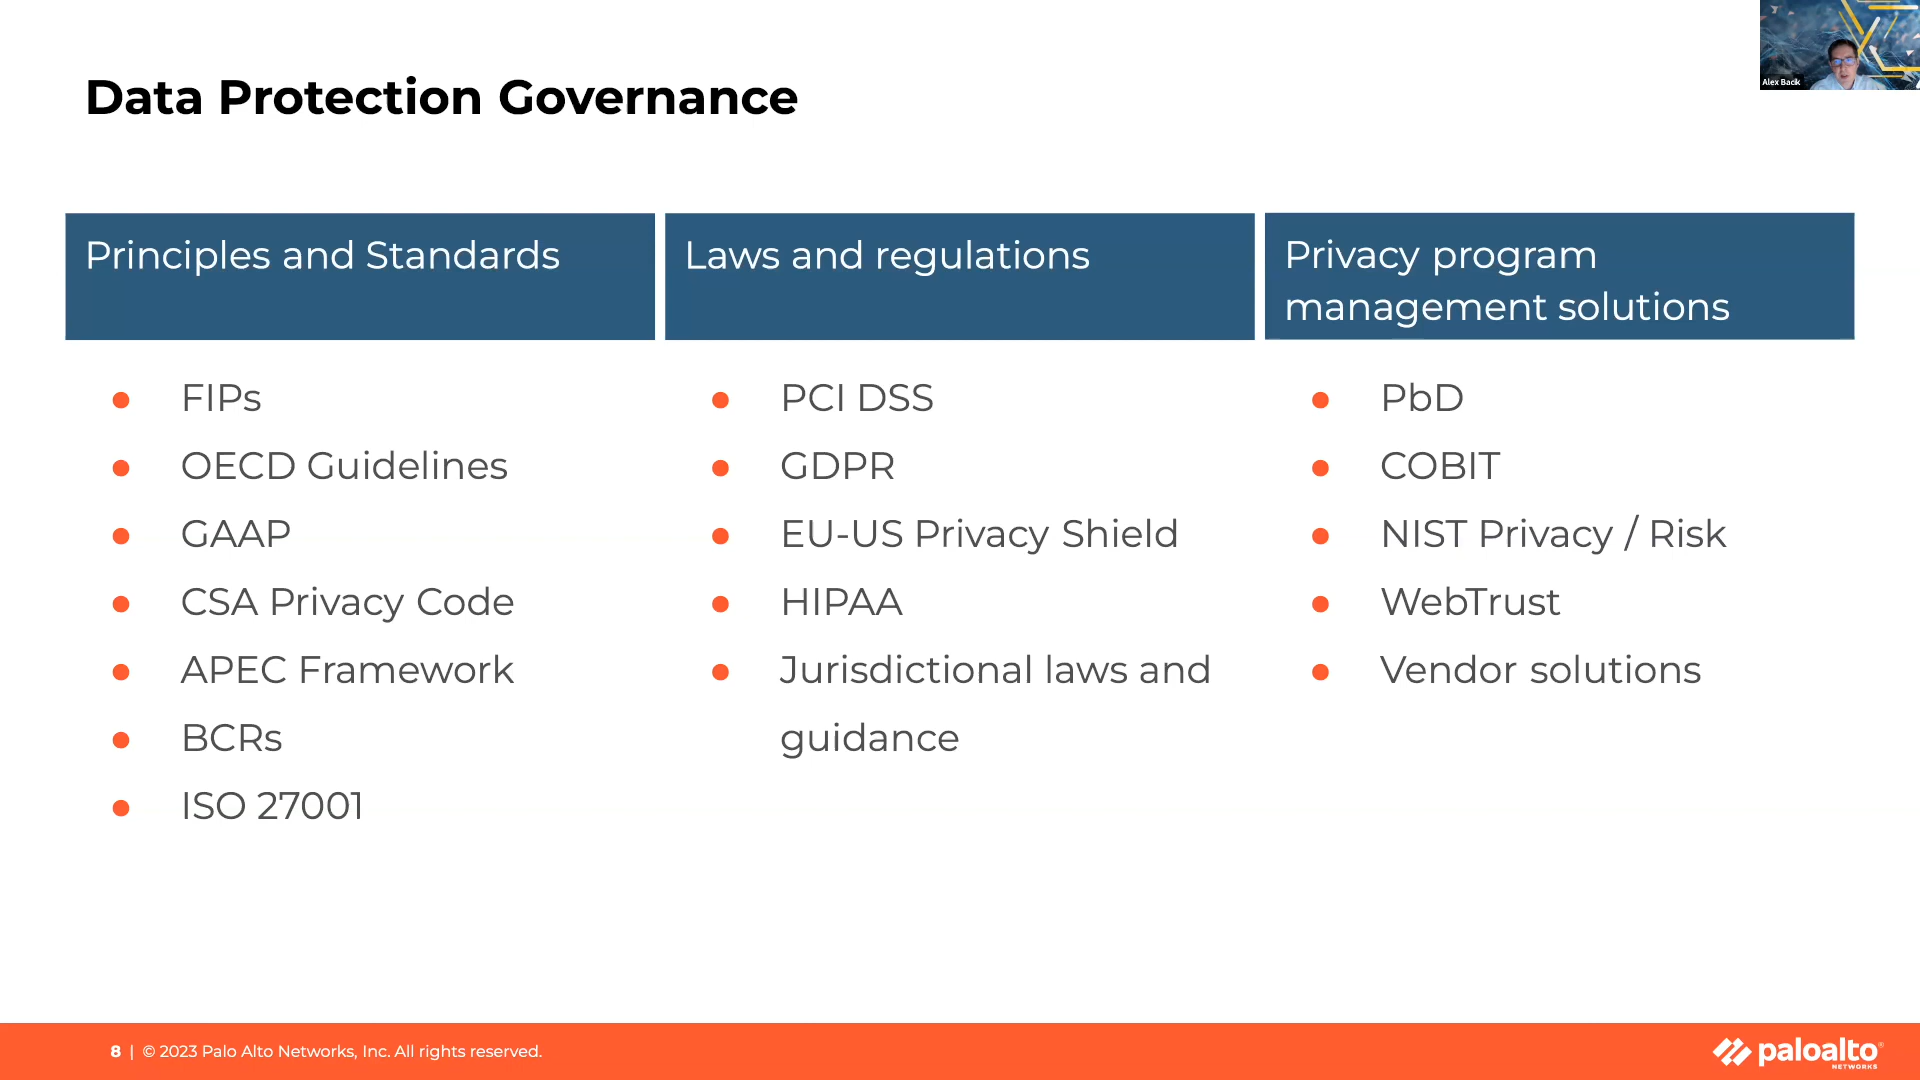 Data Protection Governance
Alex Bacik
Principles and Standards
FIPs
OECD Guidelines
GAAP
CSA Privacy Code
APEC Framework
BCRs
ISO 27001
Laws and regulations
PCI DSS
GDPR
EU-US Privacy Shield
HIPAA
Jurisdictional laws and
guidance
Privacy program
management solutions
PbD
COBIT
NIST Privacy / Risk
WebTrust
Vendor solutions
8 | © 2023 Palo Alto Networks, Inc. All rights reserved.
paloalto®
NETWORKS